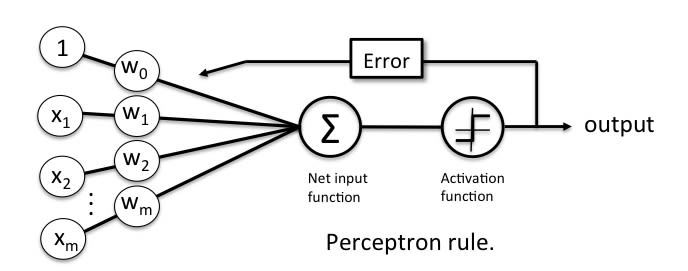 1
w0
Error
x1
w1
Σ
output
x2
w2
Net input
function
Activation
function
⋮
wm
xm
Perceptron rule.